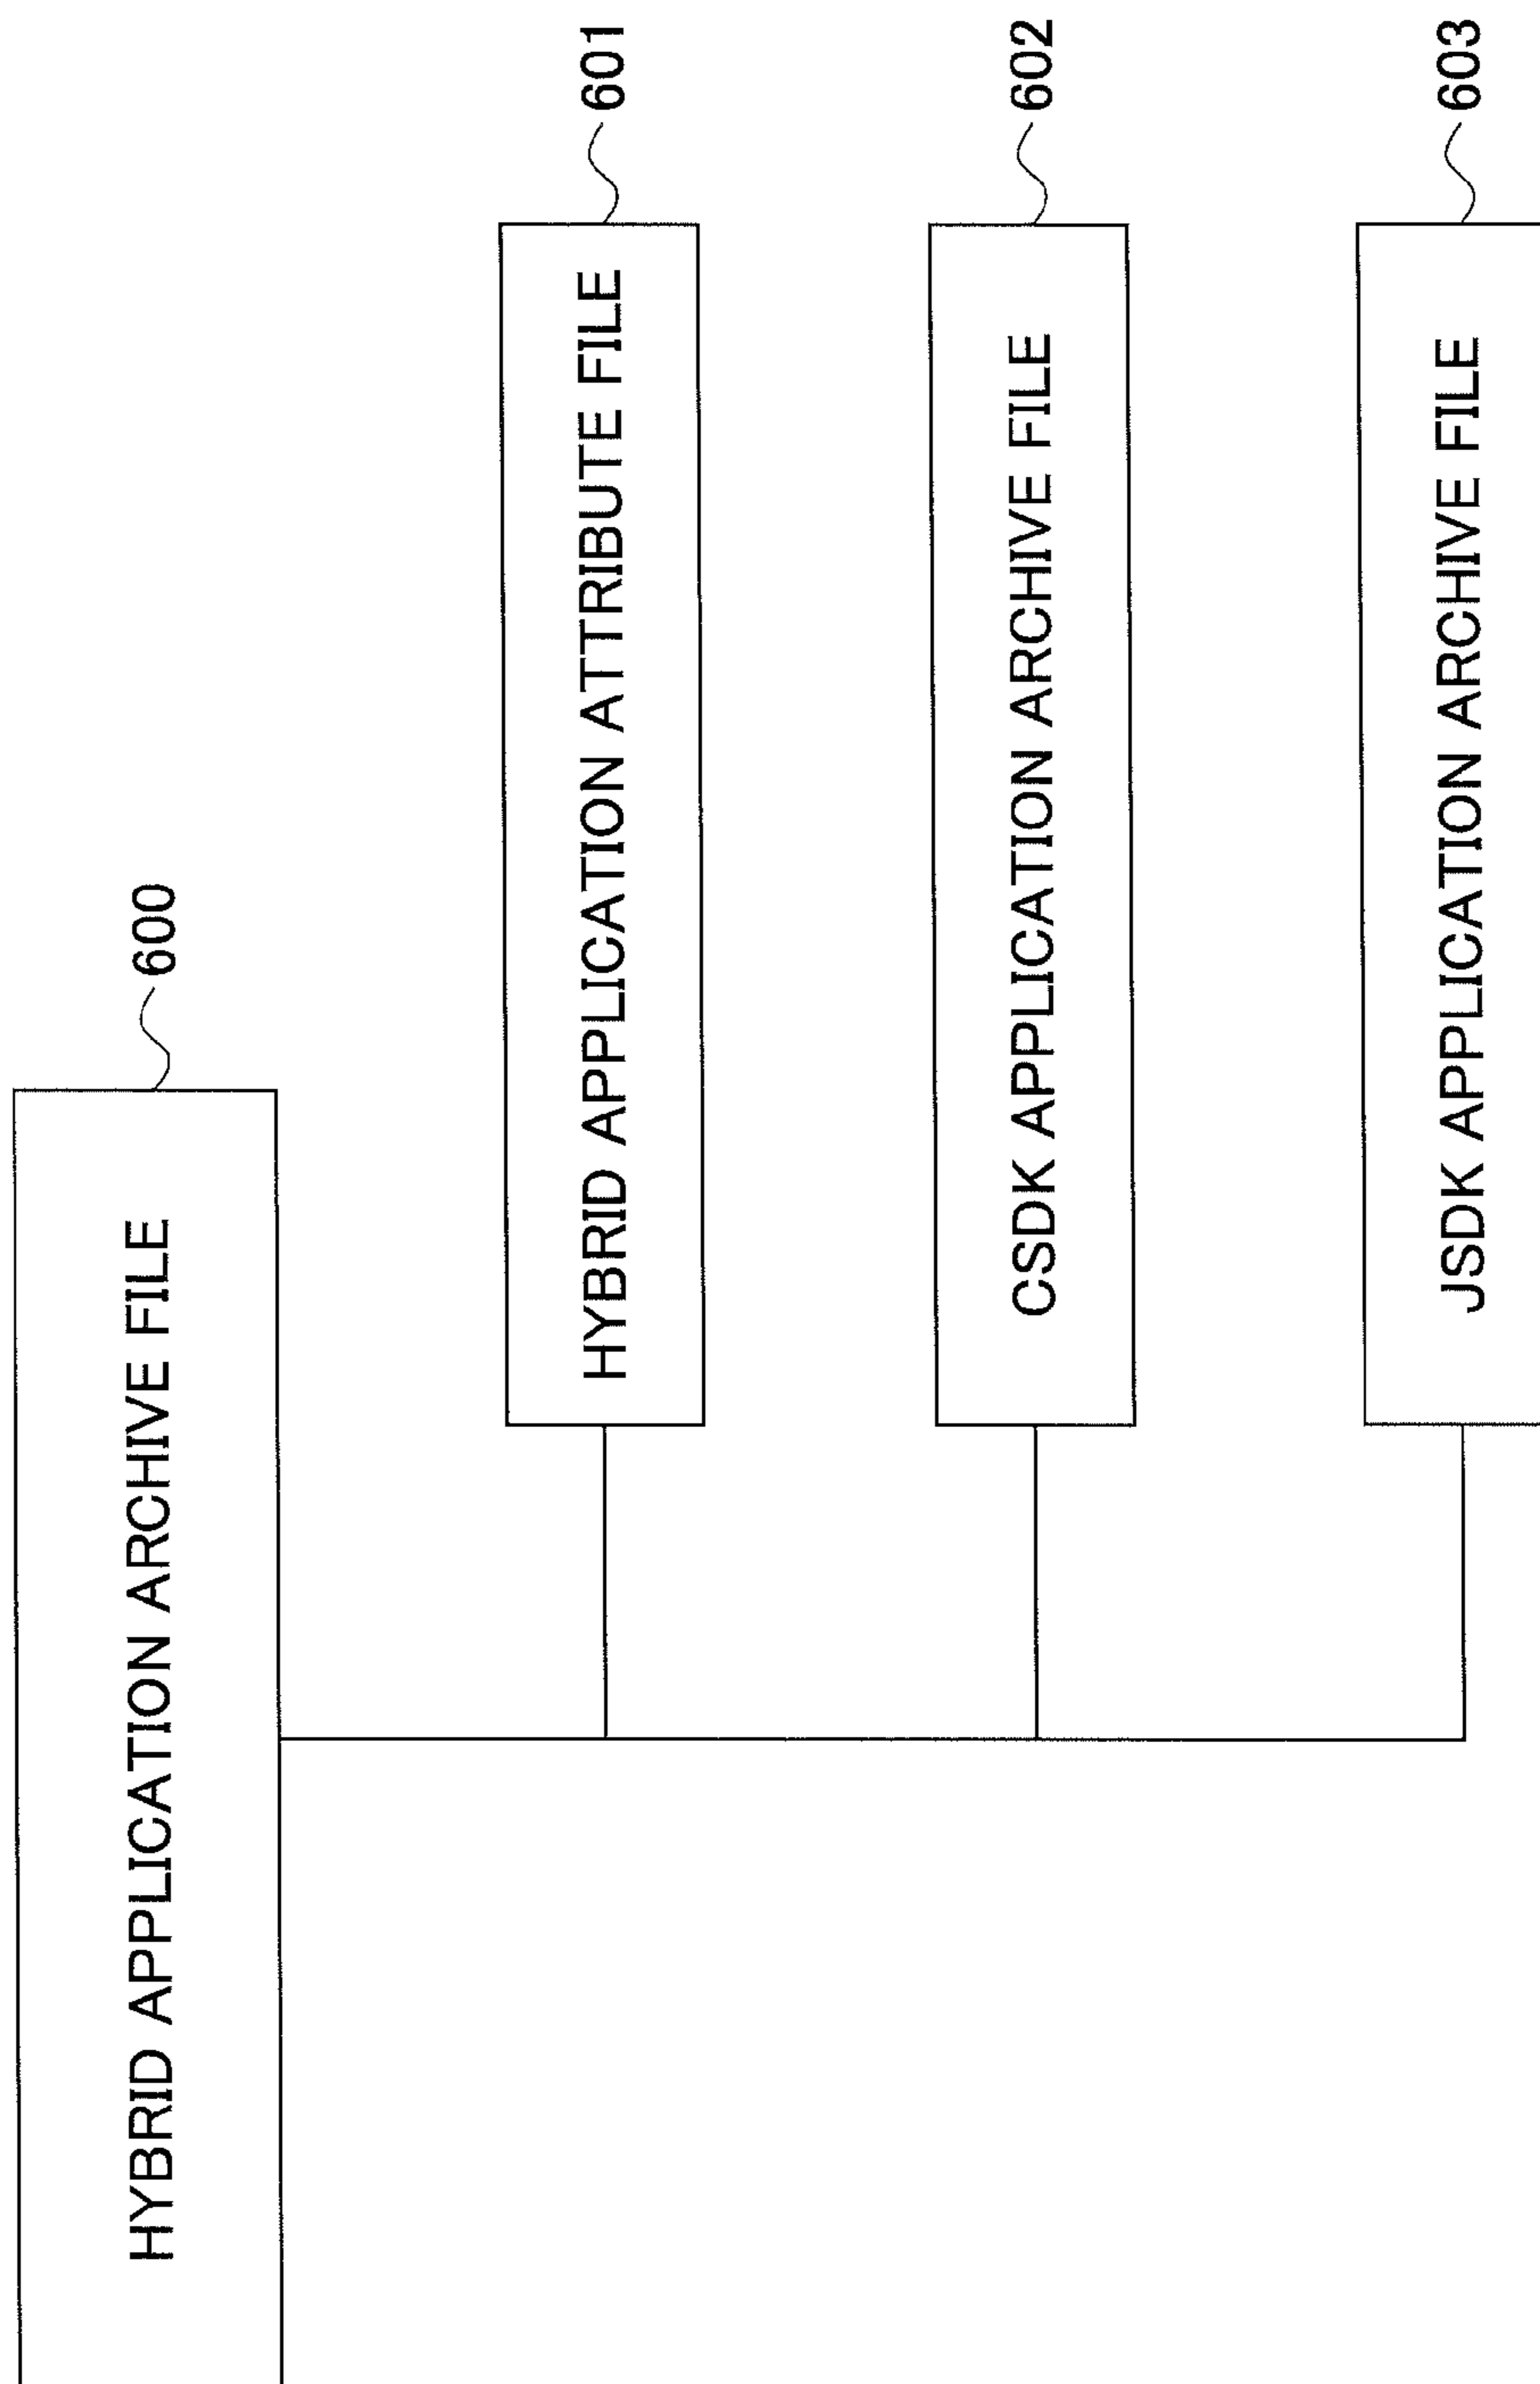 HYBRID APPLICATION ARCHIVE FILE
600
HYBRID APPLICATION ATTRIBUTE FILE
601
CSDK APPLICATION ARCHIVE FILE
602
JSDK APPLICATION ARCHIVE FILE
603